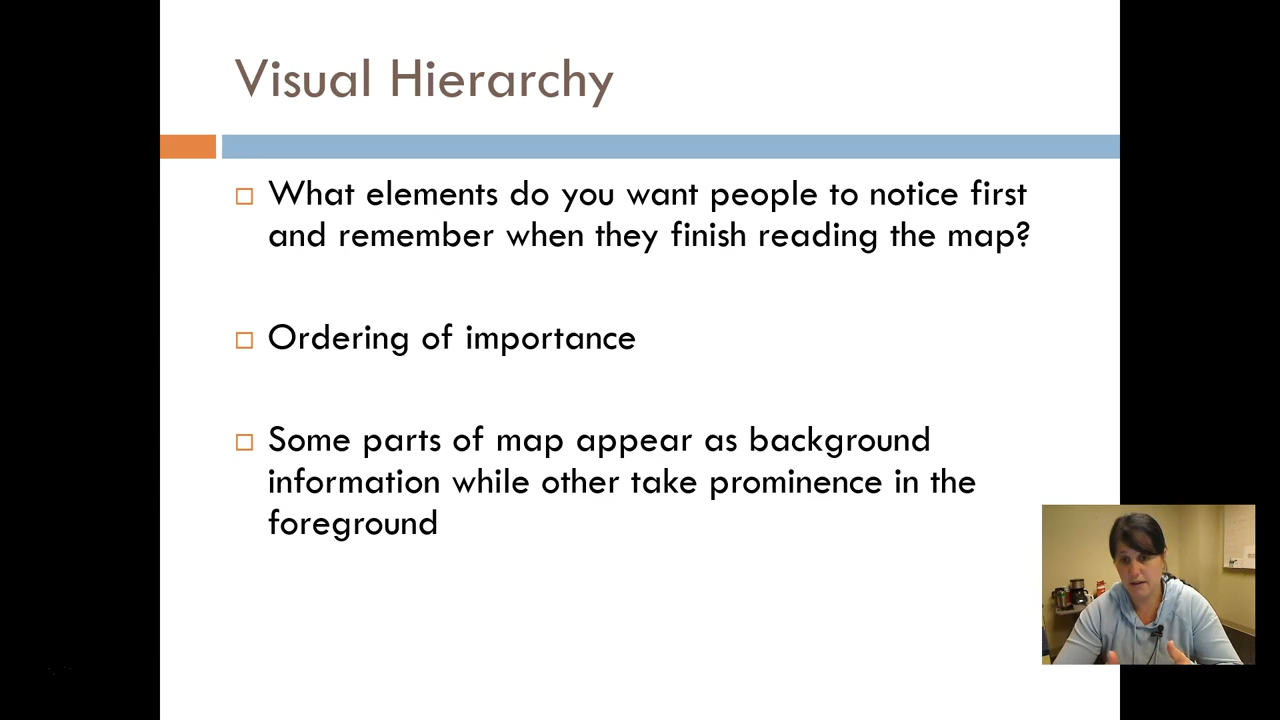 Visual Hierarchy
What elements do you want people to notice first
and remember when they finish reading the map?
Ordering of importance
Some parts of map appear as background
information while other take prominence in the
foreground